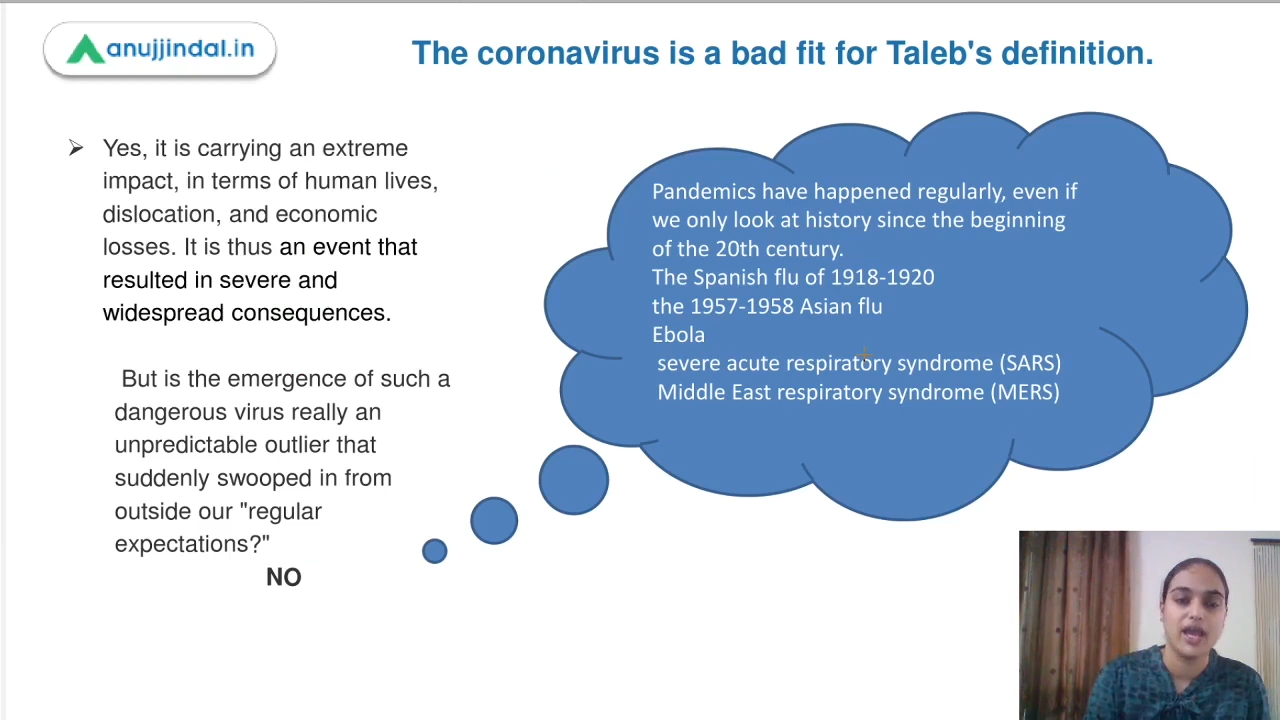 anujjindal.in
The coronavirus is a bad fit for Taleb's definition.
Yes, it is carrying an extreme
impact, in terms of human lives,
dislocation, and economic
losses. It is thus an event that
resulted in severe and
widespread consequences.
But is the emergence of such a
dangerous virus really an
unpredictable outlier that
suddenly swooped in from
outside our "regular
expectations?"
NO
Pandemics have happened regularly, even if
we only look at history since the beginning
of the 20th century.
The Spanish flu of 1918-1920
the 1957-1958 Asian flu
Ebola
severe acute respiratory syndrome (SARS)
Middle East respiratory syndrome (MERS)